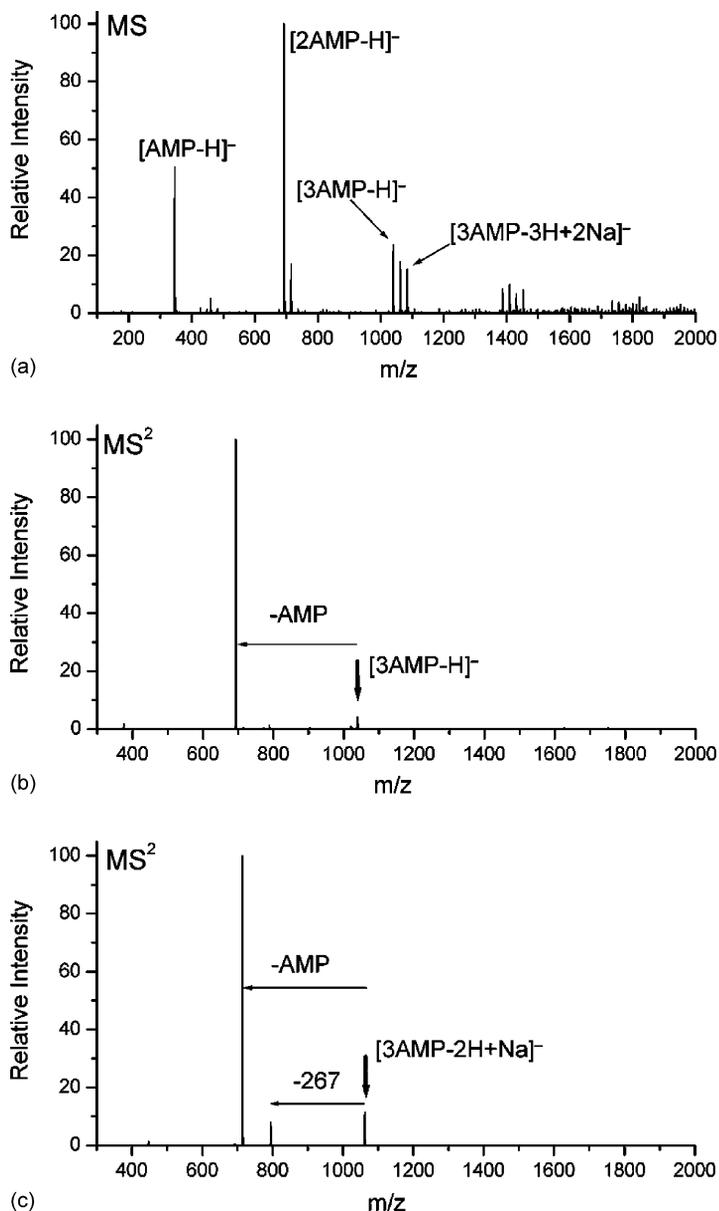 MS
[2AMP-H]⁻
[AMP-H]⁻
[3AMP-H]⁻
[3AMP-3H+2Na]⁻
Relative Intensity
100
80
60
40
20
0
200 400 600 800 1000 1200 1400 1600 1800 2000
m/z
(a)
MS²
-AMP
[3AMP-H]⁻
Relative Intensity
100
80
60
40
20
0
400 600 800 1000 1200 1400 1600 1800 2000
m/z
(b)
MS²
-AMP
[3AMP-2H+Na]⁻
-267
Relative Intensity
100
80
60
40
20
0
400 600 800 1000 1200 1400 1600 1800 2000
m/z
(c)